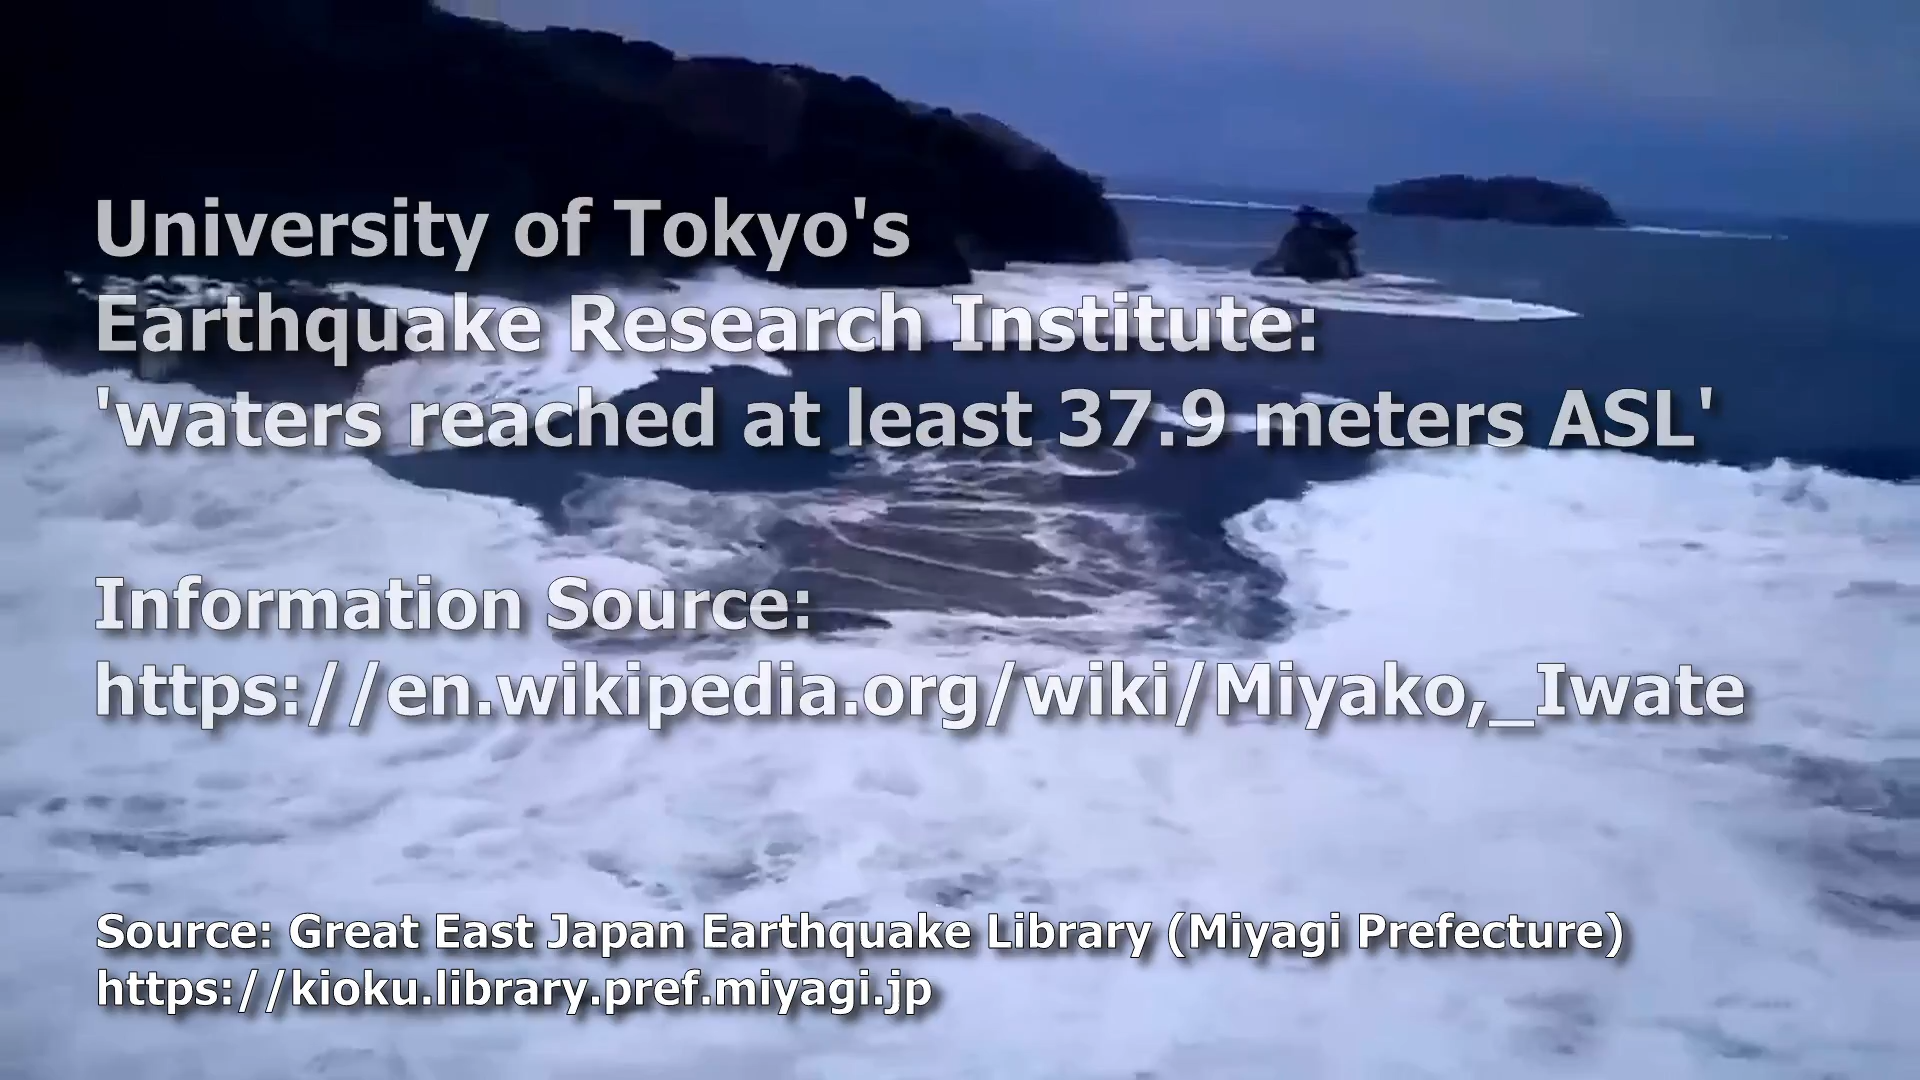 University of Tokyo's
Earthquake Research Institute:
'waters reached at least 37.9 meters ASL'
Information Source:
https://en.wikipedia.org/wiki/Miyako,_Iwate
Source: Great East Japan Earthquake Library (Miyagi Prefecture)
https://kioku.library.pref.miyagi.jp